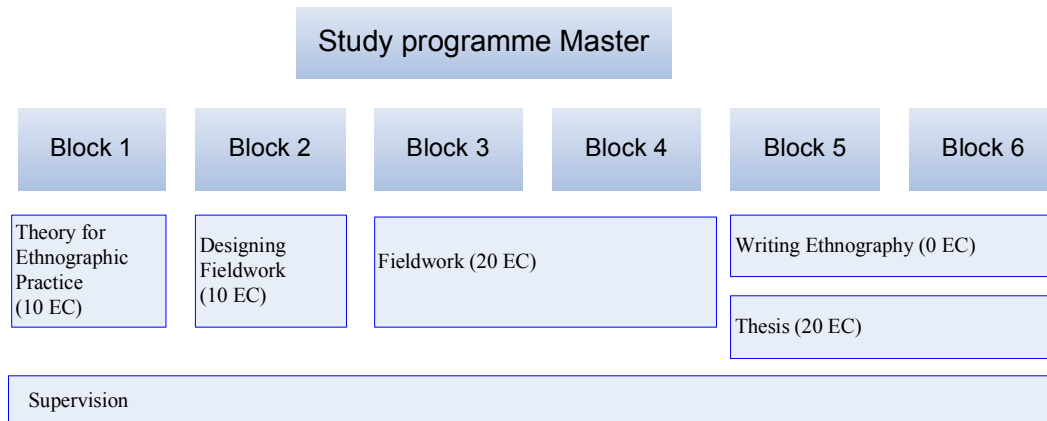 Study programme Master
Block 1
Block 2
Block 3
Block 4
Block 5
Block 6
Theory for
Ethnographic
Practice
(10 EC)
Designing
Fieldwork
(10 EC)
Fieldwork (20 EC)
Writing Ethnography (0 EC)
Thesis (20 EC)
Supervision